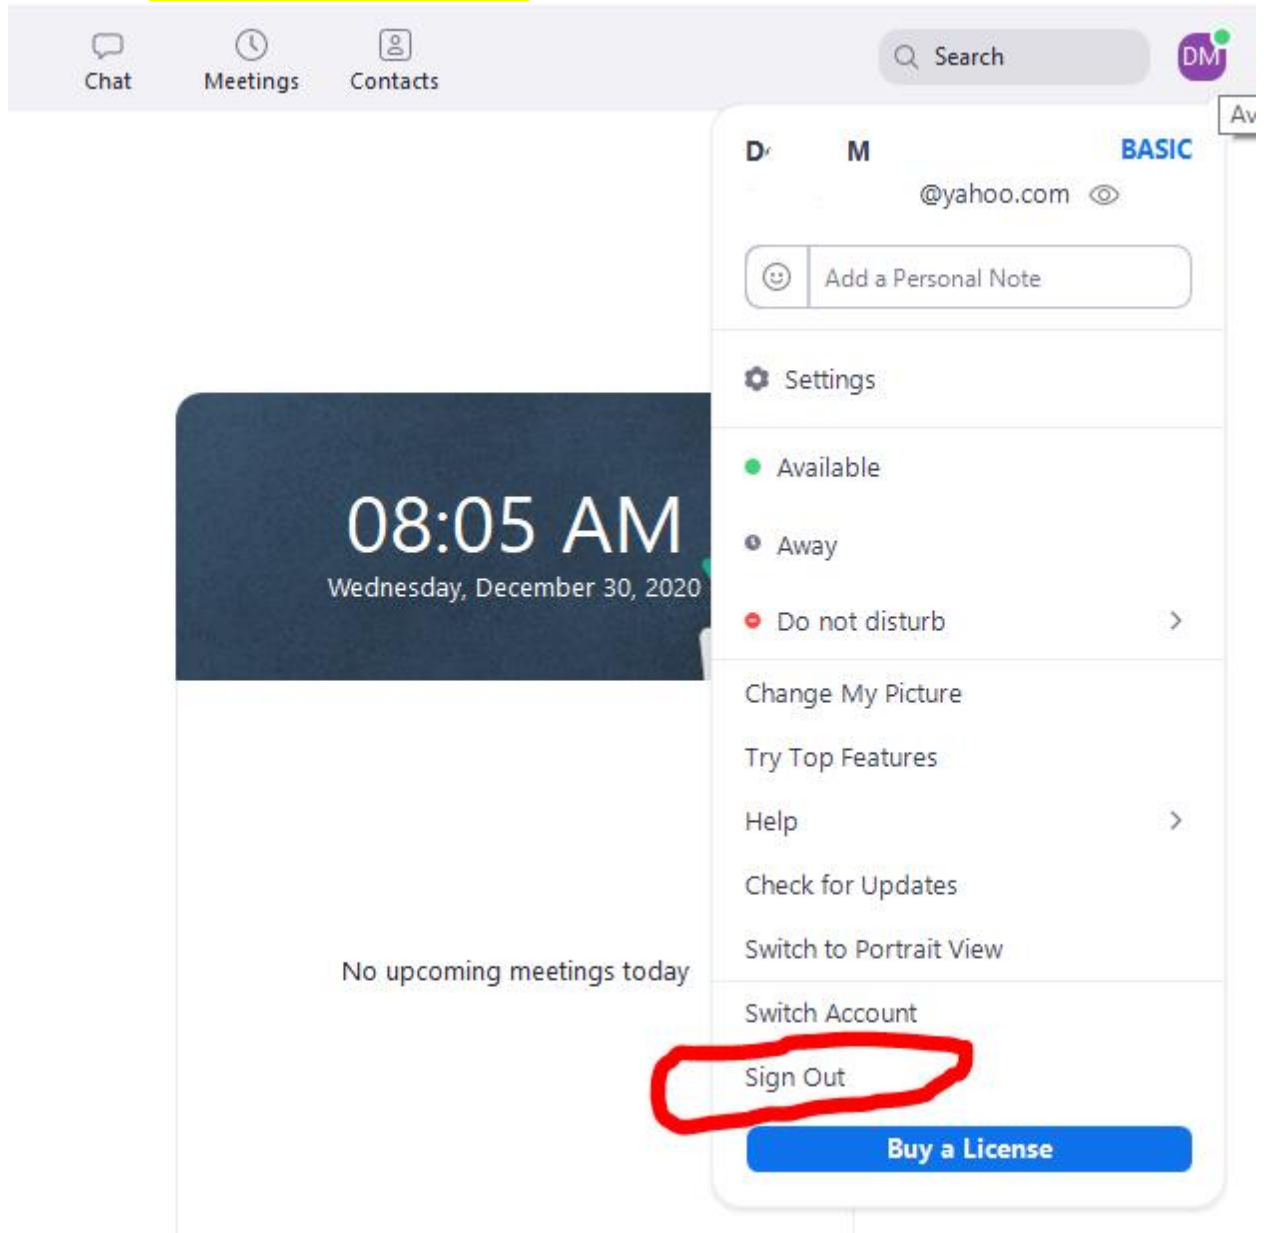 Chat Meetings Contacts Search DM
Av
D M BASIC
@yahoo.com
Add a Personal Note
Settings
Available
08:05 AM
Away
Wednesday, December 30, 2020
Do not disturb
Change My Picture
Try Top Features
Help
Check for Updates
Switch to Portrait View
No upcoming meetings today
Switch Account
Sign Out
Buy a License